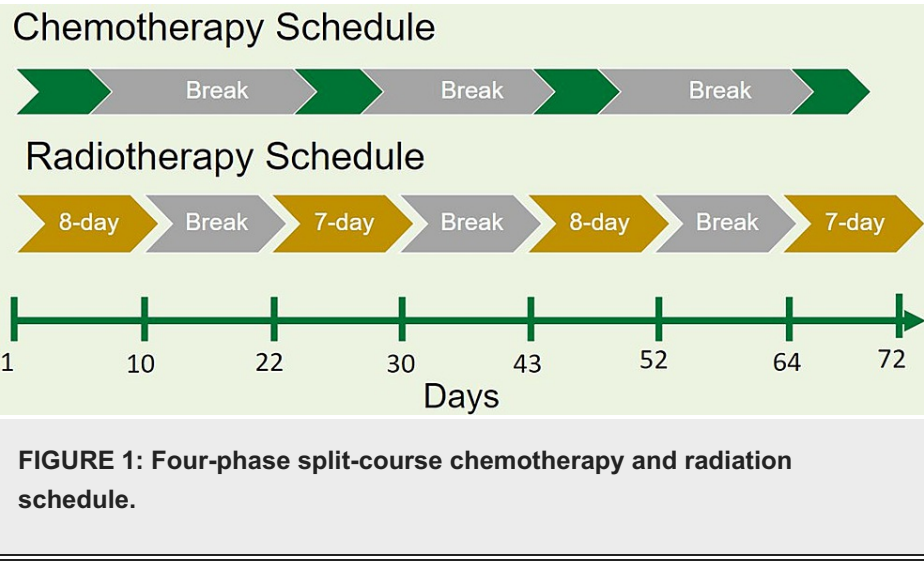 Chemotherapy Schedule
Break Break Break
Radiotherapy Schedule
8-day Break 7-day Break 8-day Break 7-day
1 10 22 30 43 52 64 72
Days
FIGURE 1: Four-phase split-course chemotherapy and radiation
schedule.